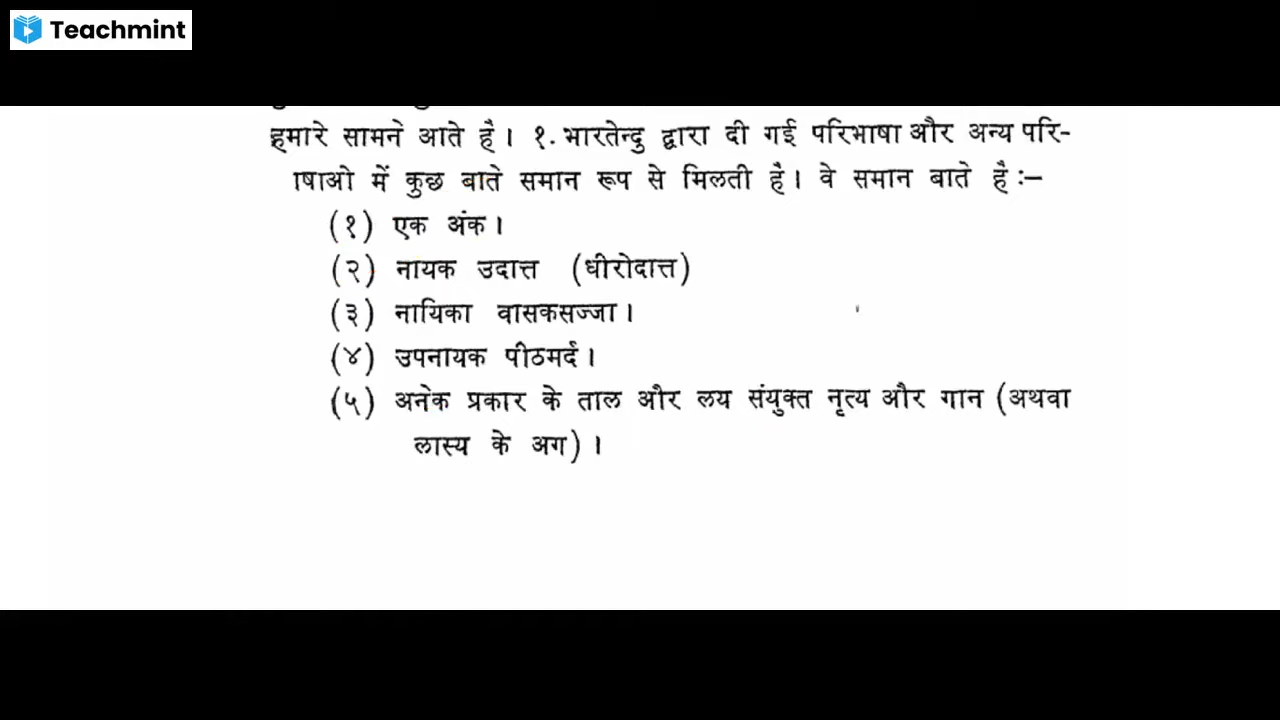 Teachmint
हमारे सामने आते है। १. भारतेन्दु द्वारा दी गई परिभाषा और अन्य परि-
ाषाओ में कुछ बाते समान रूप से मिलती है। वे समान बाते है :—
(१) एक अंक।
(२) नायक उदात्त (धीरोदात्त)
(३) नायिका वासकसज्जा।
(४) उपनायक पीठमर्द।
(५) अनेक प्रकार के ताल और लय संयुक्त नृत्य और गान (अथवा
लास्य के अग)।